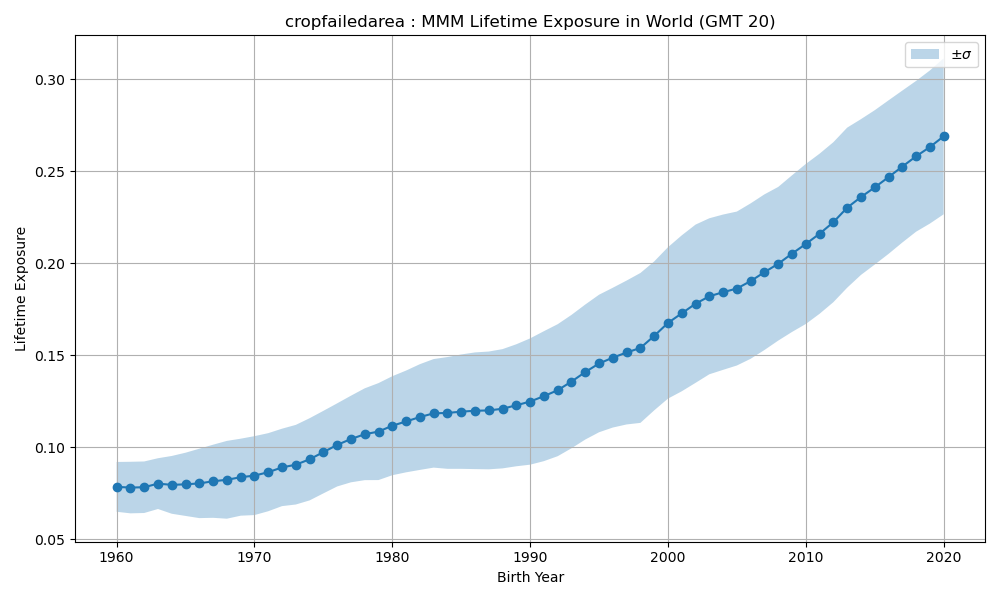 cropfailedarea : MMM Lifetime Exposure in World (GMT 20)
±σ
0.30
0.25
0.20
0.15
0.10
0.05
Lifetime Exposure
1960 1970 1980 1990 2000 2010 2020
Birth Year